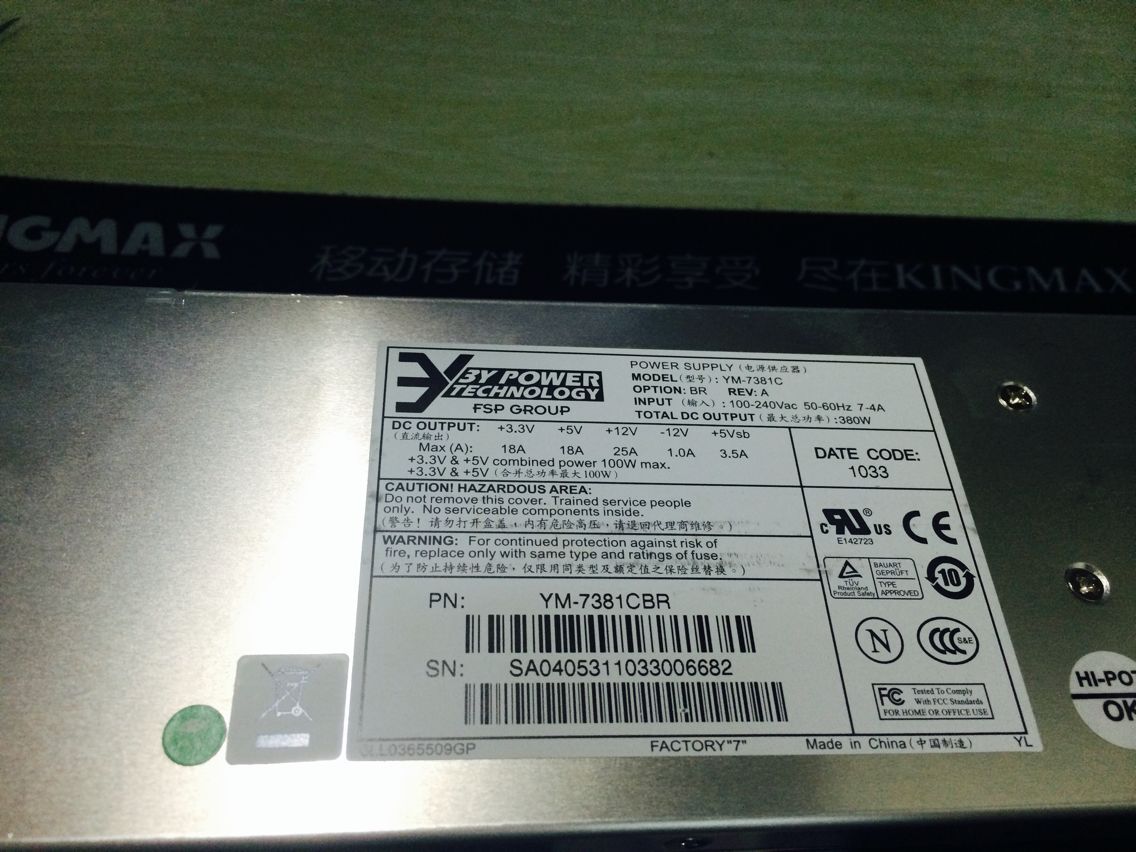 NGMAX
forever
移动存储 精彩享受 尽在KINGMAX
3Y
3Y POWER
TECHNOLOGY
FSP GROUP
POWER SUPPLY (电源供应器)
MODEL(型号): YM-7381C
OPTION: BR REV: A
INPUT (输入): 100-240Vac 50-60Hz 7-4A
TOTAL DC OUTPUT (最大总功率):380W
DC OUTPUT: +3.3V +5V +12V -12V +5Vsb
(直流输出)
Max (A): 18A 18A 25A 1.0A 3.5A
+3.3V & +5V combined power 100W max.
+3.3V & +5V (合并总功率最大100W)
DATE CODE:
1033
CAUTION! HAZARDOUS AREA:
Do not remove this cover. Trained service people
only. No serviceable components inside.
(警告! 请勿打开盒盖, 内有危险高压, 请退回代理商维修。)
WARNING: For continued protection against risk of
fire, replace only with same type and ratings of fuse.
(为了防止持续性危险, 仅限用同类型及额定值之保险丝替换。)
c RU ® US
E142723
CE
TÜV
Rheinland
Product Safety
BAUART
GEPRÜFT
TYPE
APPROVED
10
N
CCC S&E
FC Tested To Comply
With FCC Standards
FOR HOME OR OFFICE USE
PN: YM-7381CBR
SN: SA0405311033006682
3LL0365509GP FACTORY"7" Made in China (中国制造) YL
HI-POT
OK